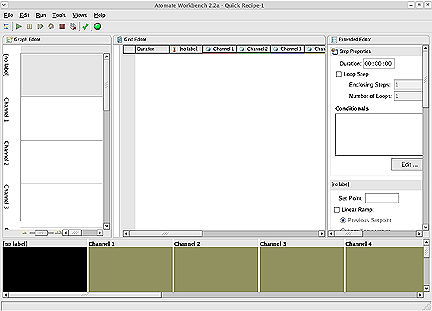 Atomate Workbench 2.2a - Quick Recipe-1
File Edit Run Tools Views Help
Graph Editor
Grid Editor
Extended Editor
Duration [no label] Channel 1 Channel 2 Channel 3 Chan
Step Properties
Duration: 00:00:00
Loop Step
Enclosing Steps: 1
Number of Loops: 1
Conditionals
Edit ...
[no label]
Set Point:
Linear Ramp:
Previous Setpoint
[no label]
Channel 1
Channel 2
Channel 3
[no label] Channel 1 Channel 2 Channel 3 Channel 4